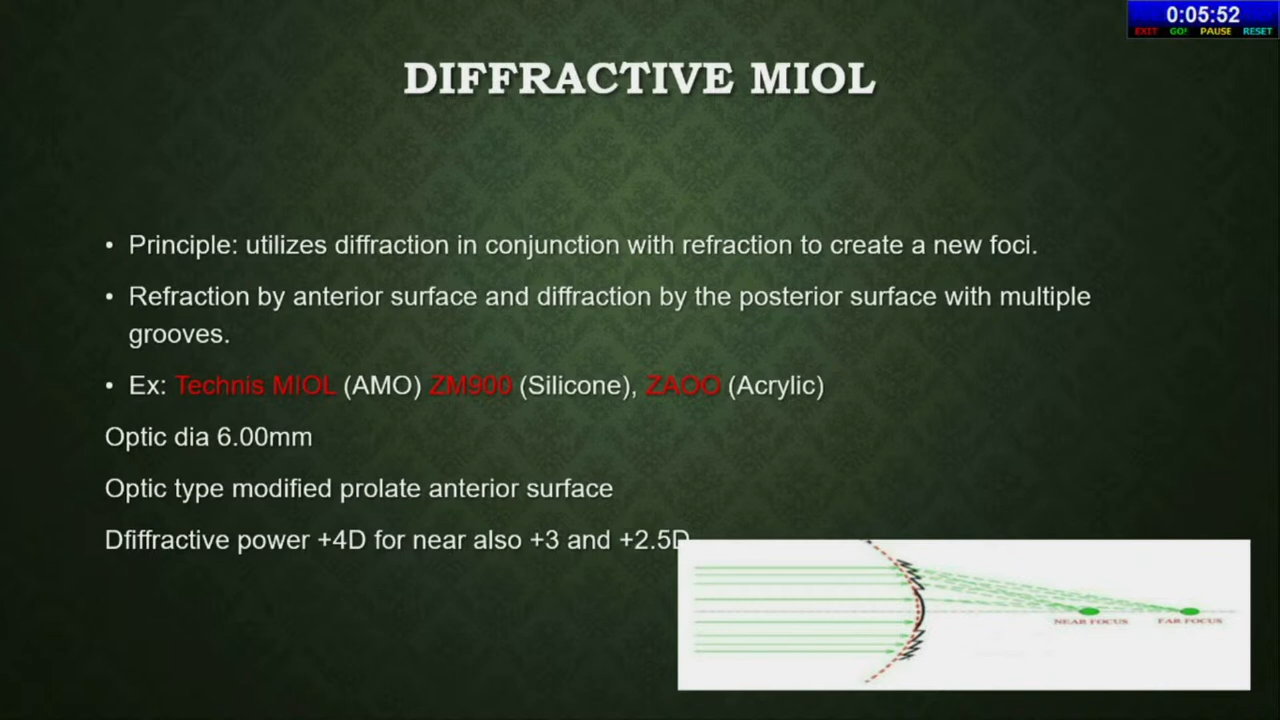 0:05:52
EXIT GO! PAUSE RESET
DIFFRACTIVE MIOL
• Principle: utilizes diffraction in conjunction with refraction to create a new foci.
• Refraction by anterior surface and diffraction by the posterior surface with multiple
grooves.
• Ex: Technis MIOL (AMO) ZM900 (Silicone), ZAOO (Acrylic)
Optic dia 6.00mm
Optic type modified prolate anterior surface
Dfiffractive power +4D for near also +3 and +2.5D
NEAR FOCUS FAR FOCUS